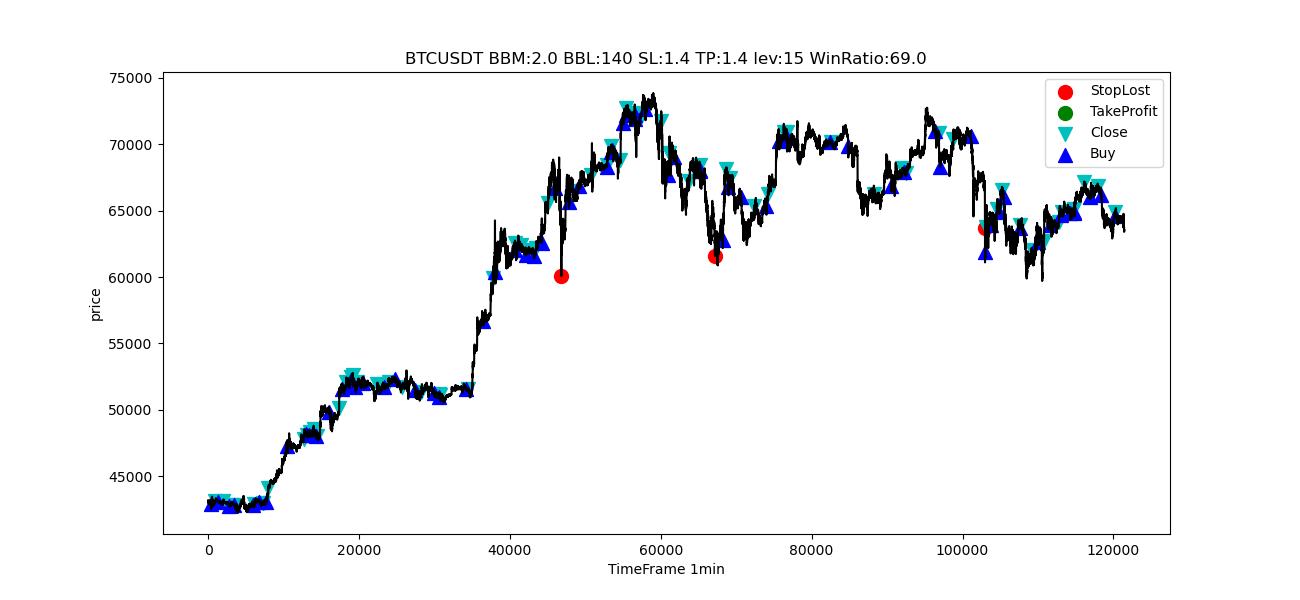 BTCUSDT BBM:2.0 BBL:140 SL:1.4 TP:1.4 lev:15 WinRatio:69.0
75000
70000
65000
60000
55000
50000
45000
price
StopLost
TakeProfit
Close
Buy
0 20000 40000 60000 80000 100000 120000
TimeFrame 1min